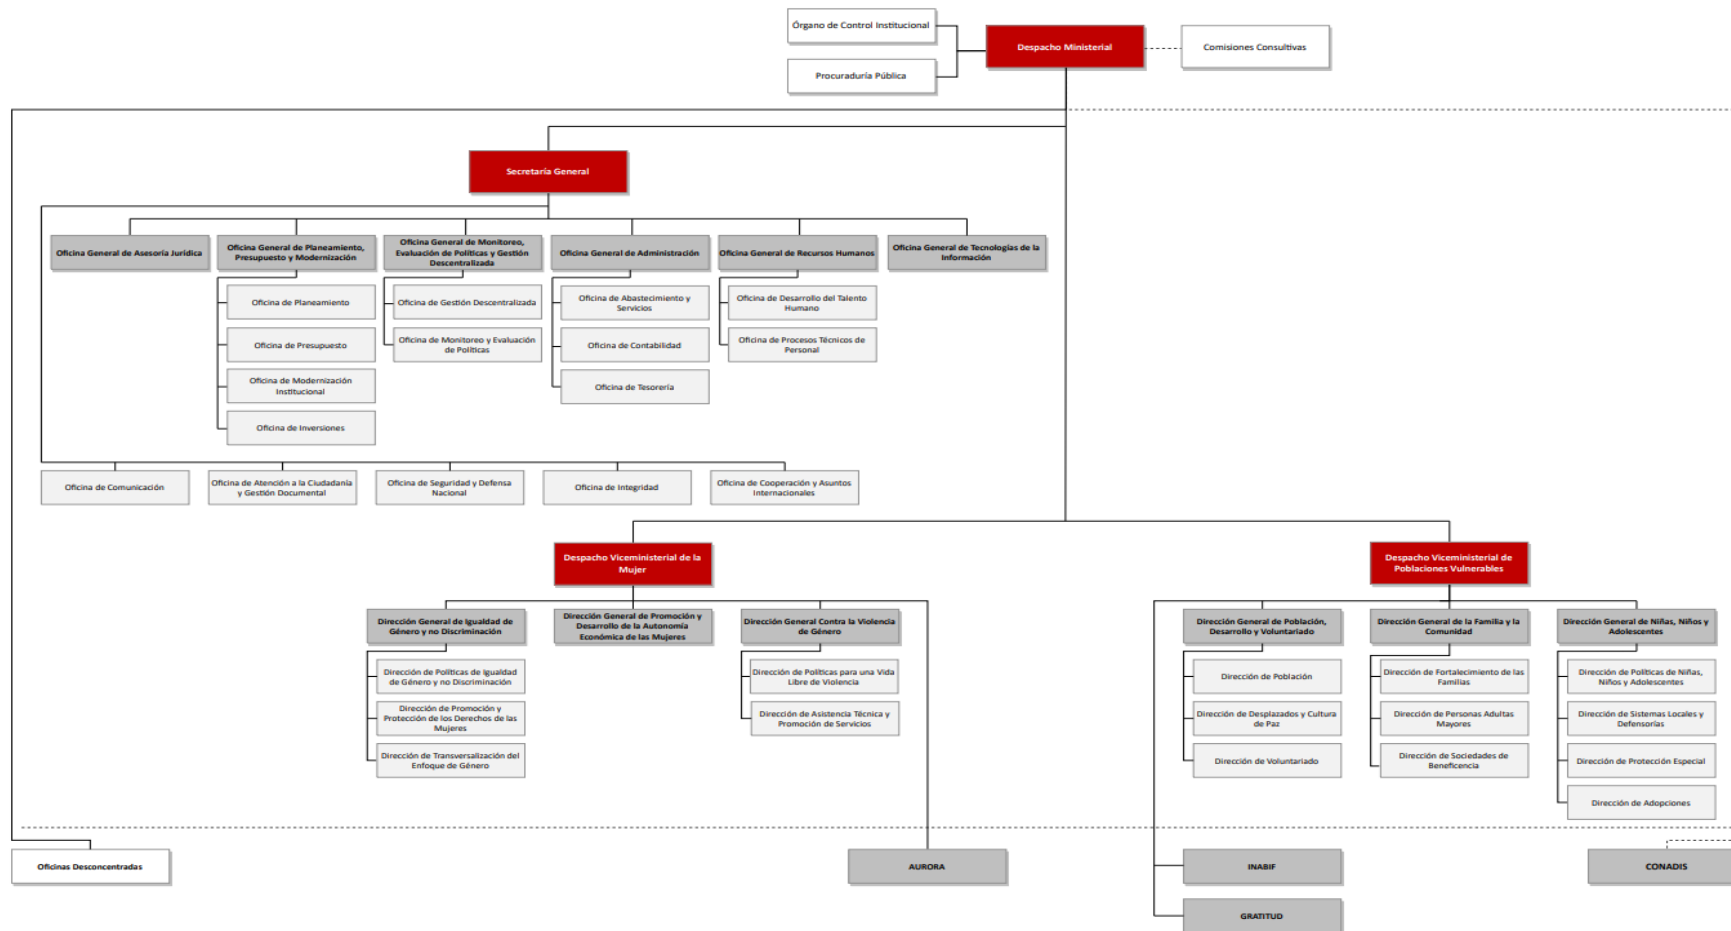 Órgano de Control Institucional
Despacho Ministerial
Comisiones Consultivas
Procuraduría Pública
Secretaría General
Oficina General de Asesoría Jurídica
Oficina General de Planeamiento,
Presupuesto y Modernización
Oficina General de Monitoreo,
Evaluación de Políticas y Gestión
Descentralizada
Oficina General de Administración
Oficina General de Recursos Humanos
Oficina General de Tecnologías de la
Información
Oficina de Planeamiento
Oficina de Presupuesto
Oficina de Modernización
Institucional
Oficina de Inversiones
Oficina de Gestión Descentralizada
Oficina de Monitoreo y Evaluación
de Políticas
Oficina de Abastecimiento y
Servicios
Oficina de Contabilidad
Oficina de Tesorería
Oficina de Desarrollo del Talento
Humano
Oficina de Procesos Técnicos de
Personal
Oficina de Comunicación
Oficina de Atención a la Ciudadanía
y Gestión Documental
Oficina de Seguridad y Defensa
Nacional
Oficina de Integridad
Oficina de Cooperación y Asuntos
Internacionales
Despacho Viceministerial de la
Mujer
Despacho Viceministerial de
Poblaciones Vulnerables
Dirección General de Igualdad de
Género y no Discriminación
Dirección General de Promoción y
Desarrollo de la Autonomía
Económica de las Mujeres
Dirección General Contra la Violencia
de Género
Dirección General de Población,
Desarrollo y Voluntariado
Dirección General de la Familia y la
Comunidad
Dirección General de Niñas, Niños y
Adolescentes
Dirección de Políticas de Igualdad
de Género y no Discriminación
Dirección de Promoción y
Protección de los Derechos de las
Mujeres
Dirección de Transversalización del
Enfoque de Género
Dirección de Políticas para una Vida
Libre de Violencia
Dirección de Asistencia Técnica y
Promoción de Servicios
Dirección de Población
Dirección de Desplazados y Cultura
de Paz
Dirección de Voluntariado
Dirección de Fortalecimiento de las
Familias
Dirección de Personas Adultas
Mayores
Dirección de Sociedades de
Beneficencia
Dirección de Políticas de Niñas,
Niños y Adolescentes
Dirección de Sistemas Locales y
Defensorías
Dirección de Protección Especial
Dirección de Adopciones
Oficinas Desconcentradas
AURORA
INABIF
CONADIS
GRATITUD